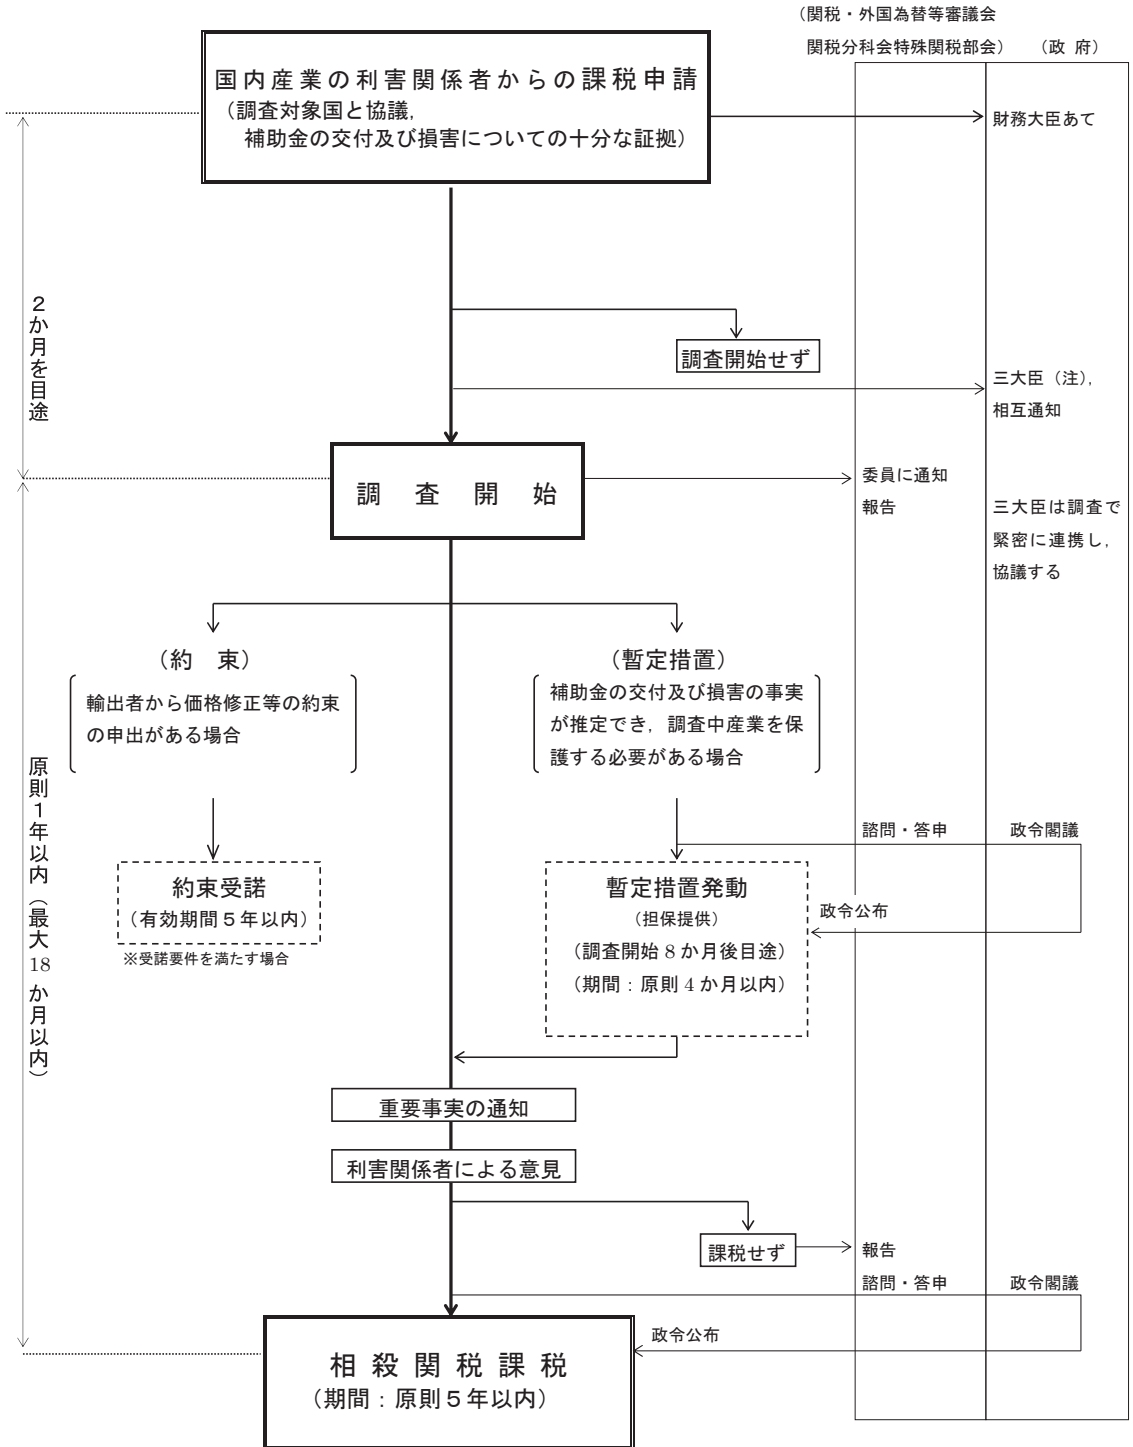 （関税・外国為替等審議会
関税分科会特殊関税部会）
（政 府）
国内産業の利害関係者からの課税申請
（調査対象国と協議，
補助金の交付及び損害についての十分な証拠）
財務大臣あて
2か月を目途
調査開始せず
三大臣（注），
相互通知
調 査 開 始
委員に通知
報告
三大臣は調査で
緊密に連携し，
協議する
（約 束）
輸出者から価格修正等の約束
の申出がある場合
（暫定措置）
補助金の交付及び損害の事実
が推定でき，調査中産業を保
護する必要がある場合
原則1年以内（最大18か月以内）
諮問・答申
政令閣議
約束受諾
（有効期間5年以内）
※受諾要件を満たす場合
暫定措置発動
（担保提供）
（調査開始8か月後目途）
（期間：原則4か月以内）
政令公布
重要事実の通知
利害関係者による意見
課税せず
報告
諮問・答申
政令閣議
政令公布
相 殺 関 税 課 税
（期間：原則5年以内）